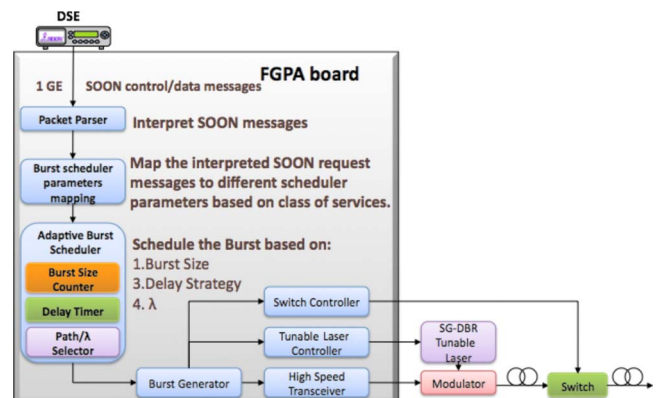 DSE
FGPA board
1 GE SOON control/data messages
Packet Parser
Interpret SOON messages
Burst scheduler
parameters
mapping
Map the interpreted SOON request
messages to different scheduler
parameters based on class of services.
Adaptive Burst
Scheduler
Burst Size
Counter
Delay Timer
Path/λ
Selector
Schedule the Burst based on:
1.Burst Size
3.Delay Strategy
4. λ
Switch Controller
Tunable Laser
Controller
SG-DBR
Tunable
Laser
Burst Generator
High Speed
Transceiver
Modulator
Switch